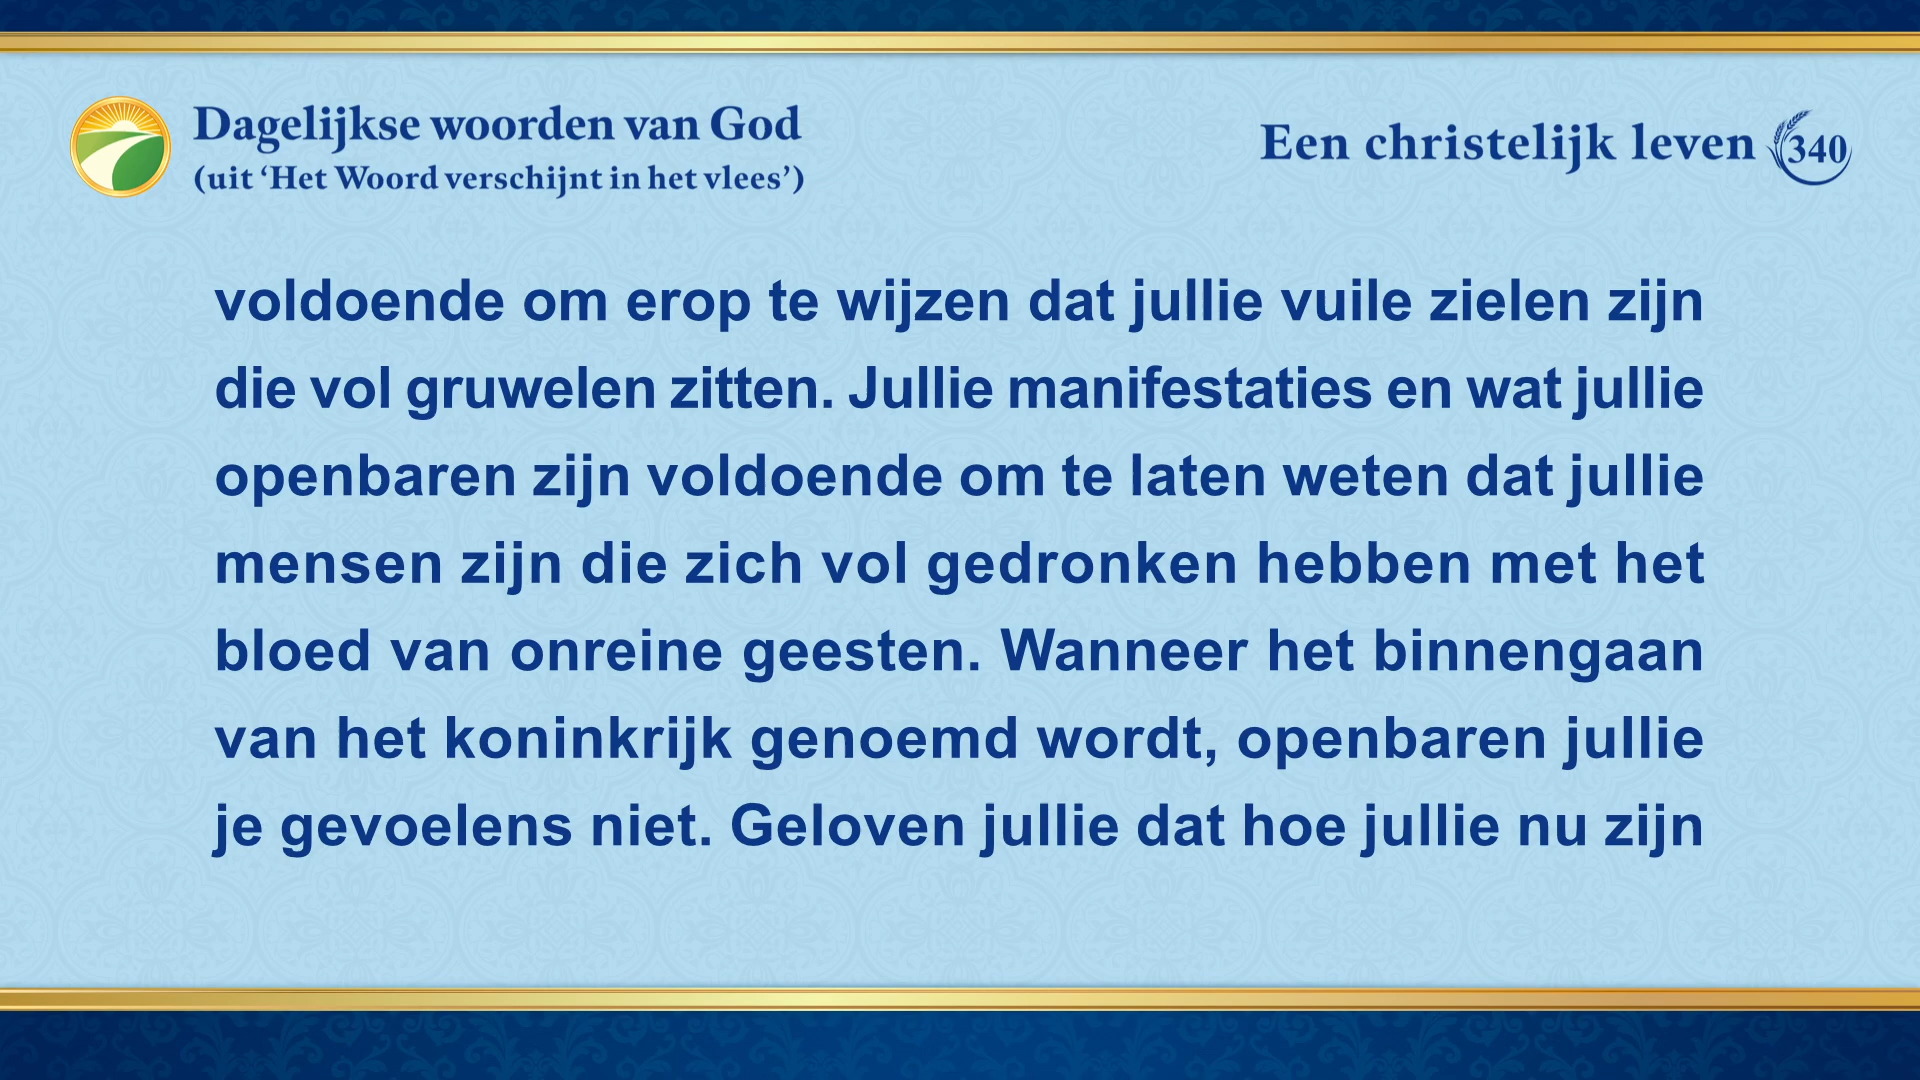 Dagelijkse woorden van God
(uit ‘Het Woord verschijnt in het vlees’)
Een christelijk leven 340
voldoende om erop te wijzen dat jullie vuile zielen zijn
die vol gruwelen zitten. Jullie manifestaties en wat jullie
openbaren zijn voldoende om te laten weten dat jullie
mensen zijn die zich vol gedronken hebben met het
bloed van onreine geesten. Wanneer het binnengaan
van het koninkrijk genoemd wordt, openbaren jullie
je gevoelens niet. Geloven jullie dat hoe jullie nu zijn